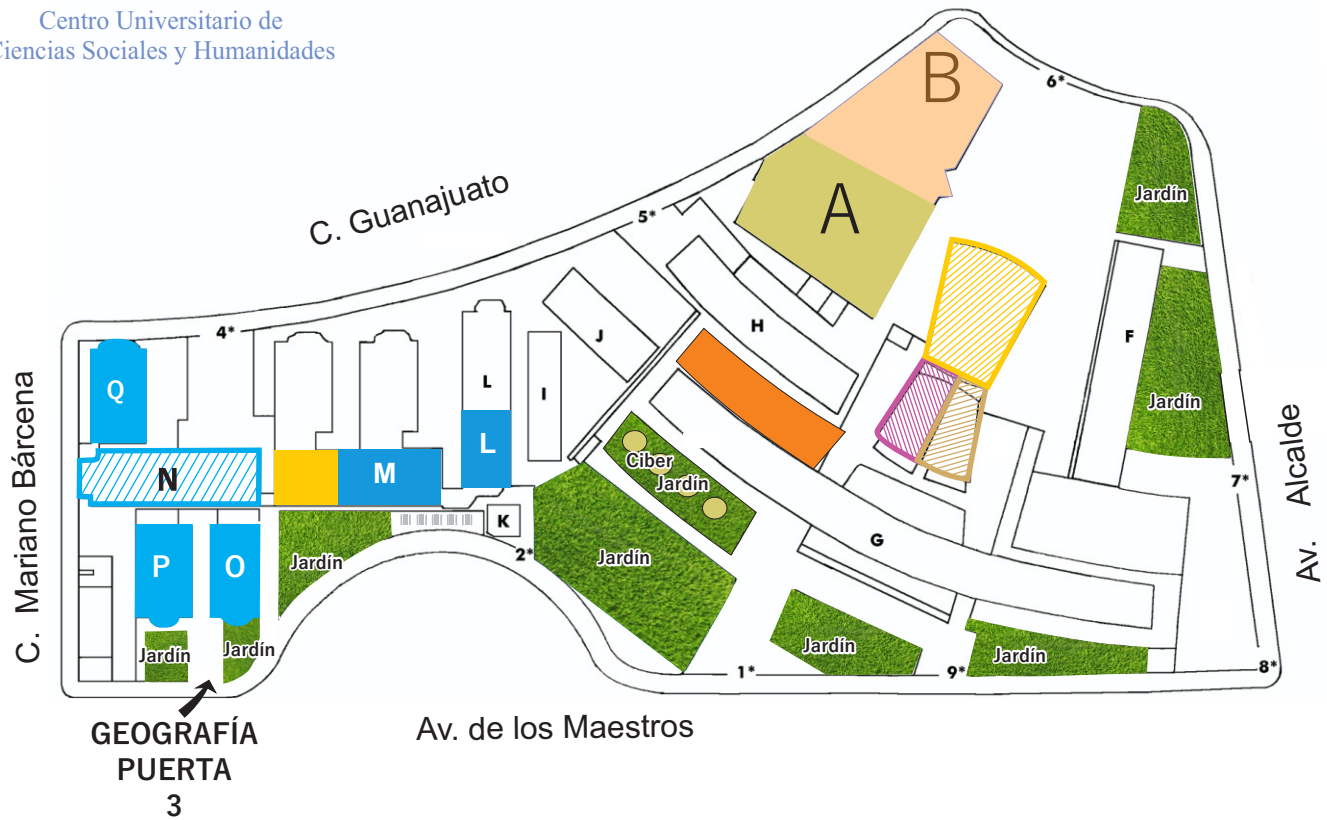 Centro Universitario de
Ciencias Sociales y Humanidades
B
6*
A
Jardín
C. Guanajuato
5*
4*
H
J
F
Q
L
I
Jardín
C. Mariano Bárcena
Av. Alcalde
N
M
L
Ciber
Jardín
7*
K
G
2*
P
O
Jardín
Jardín
Jardín
Jardín
Jardín
Jardín
1*
9*
8*
GEOGRAFÍA
PUERTA
3
Av. de los Maestros